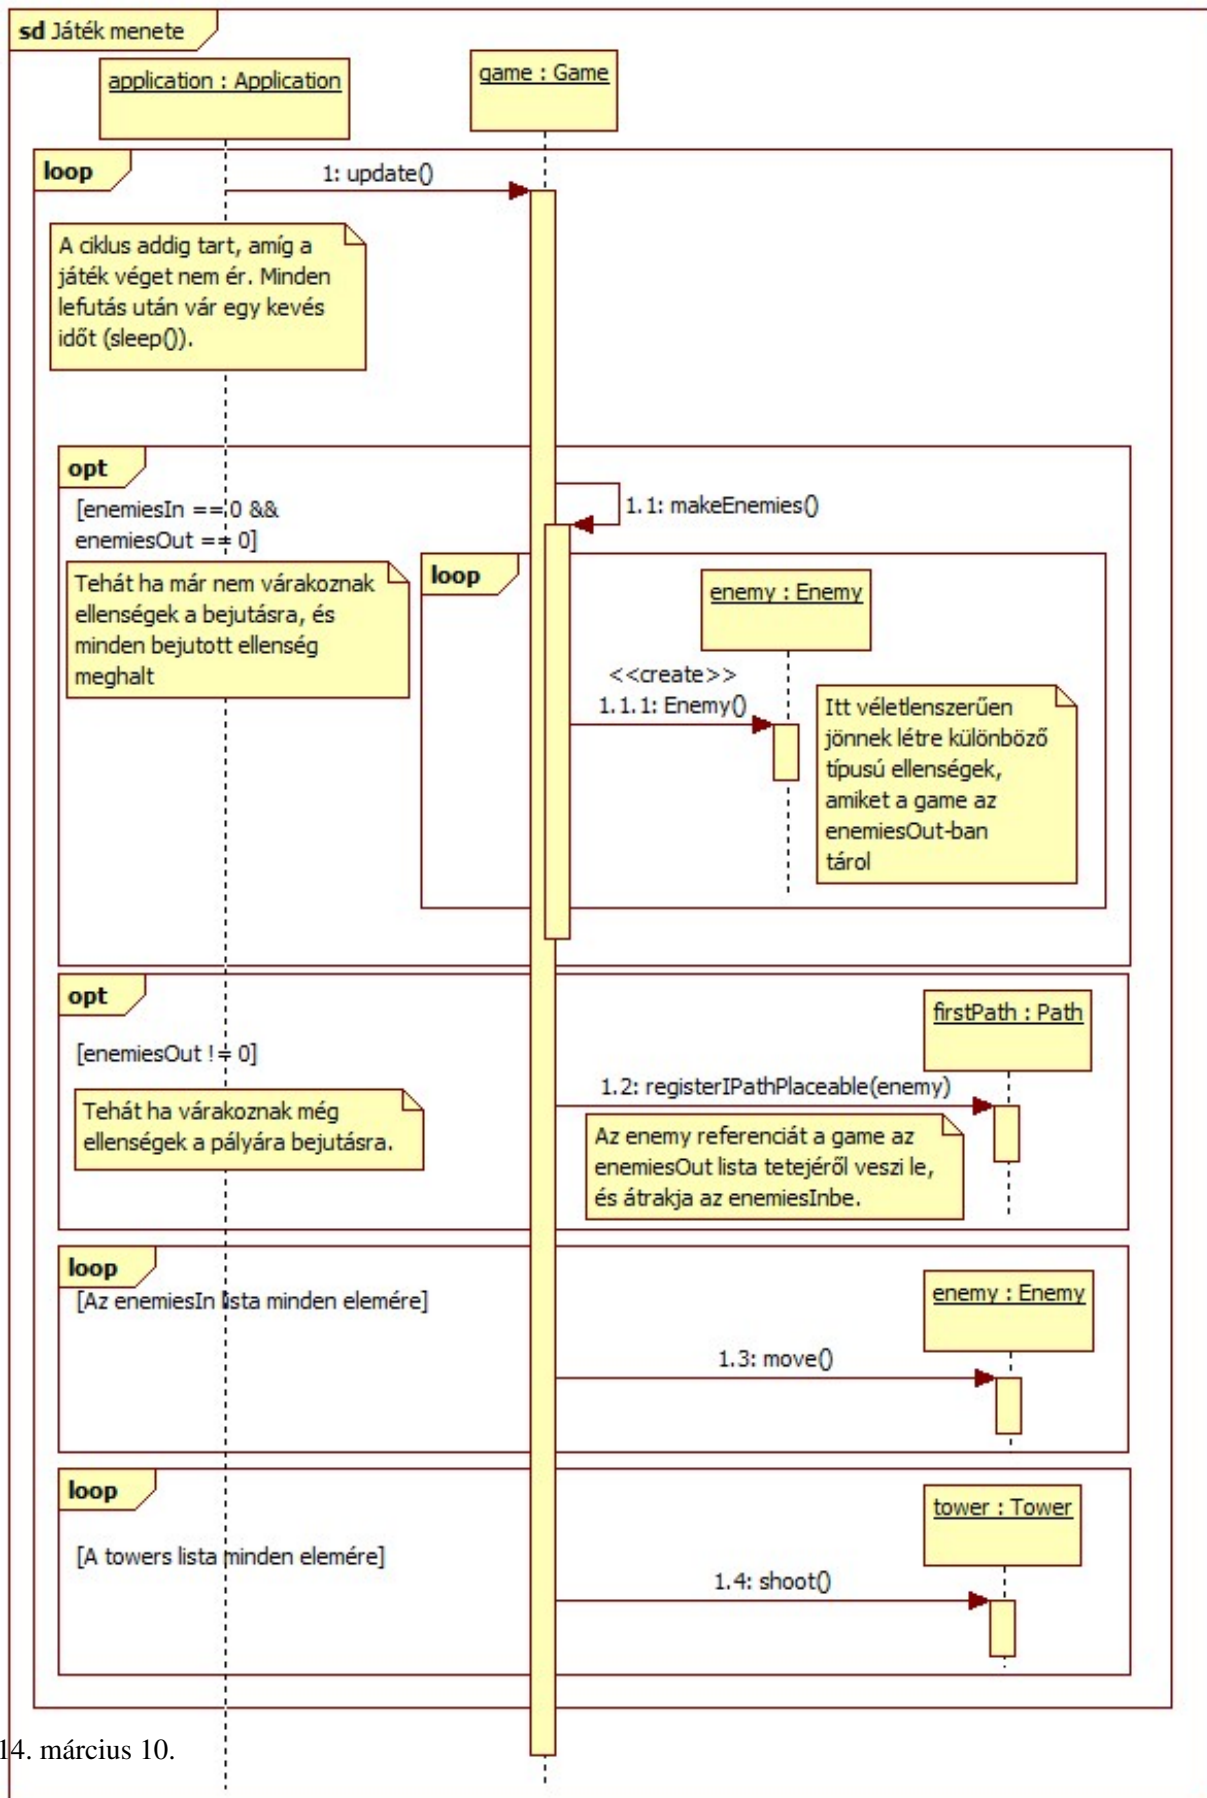 sd Játék menete
application : Application
game : Game
loop
1: update()
A ciklus addig tart, amíg a
játék véget nem ér. Minden
lefutás után vár egy kevés
időt (sleep()).
opt
[enemiesIn == 0 &&
enemiesOut == 0]
1.1: makeEnemies()
Tehát ha már nem várakoznak
ellenségek a bejutásra, és
minden bejutott ellenség
meghalt
loop
enemy : Enemy
<<create>>
1.1.1: Enemy()
Itt véletlenszerűen
jönnek létre különböző
típusú ellenségek,
amiket a game az
enemiesOut-ban
tárol
opt
firstPath : Path
[enemiesOut != 0]
1.2: registerIPathPlaceable(enemy)
Tehát ha várakoznak még
ellenségek a pályára bejutásra.
Az enemy referenciát a game az
enemiesOut lista tetejéről veszi le,
és átrakja az enemiesInbe.
loop
[Az enemiesIn lista minden elemére]
enemy : Enemy
1.3: move()
loop
tower : Tower
[A towers lista minden elemére]
1.4: shoot()
14. március 10.